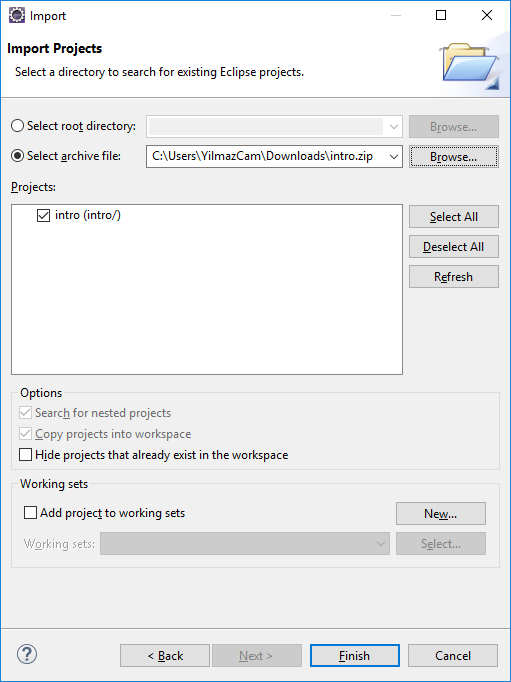 Import
Import Projects
Select a directory to search for existing Eclipse projects.
Select root directory:
Browse...
Select archive file:
C:\Users\YilmazCam\Downloads\intro.zip
Browse...
Projects:
intro (intro/)
Select All
Deselect All
Refresh
Options
Search for nested projects
Copy projects into workspace
Hide projects that already exist in the workspace
Working sets
Add project to working sets
New...
Working sets:
Select...
?
< Back
Next >
Finish
Cancel